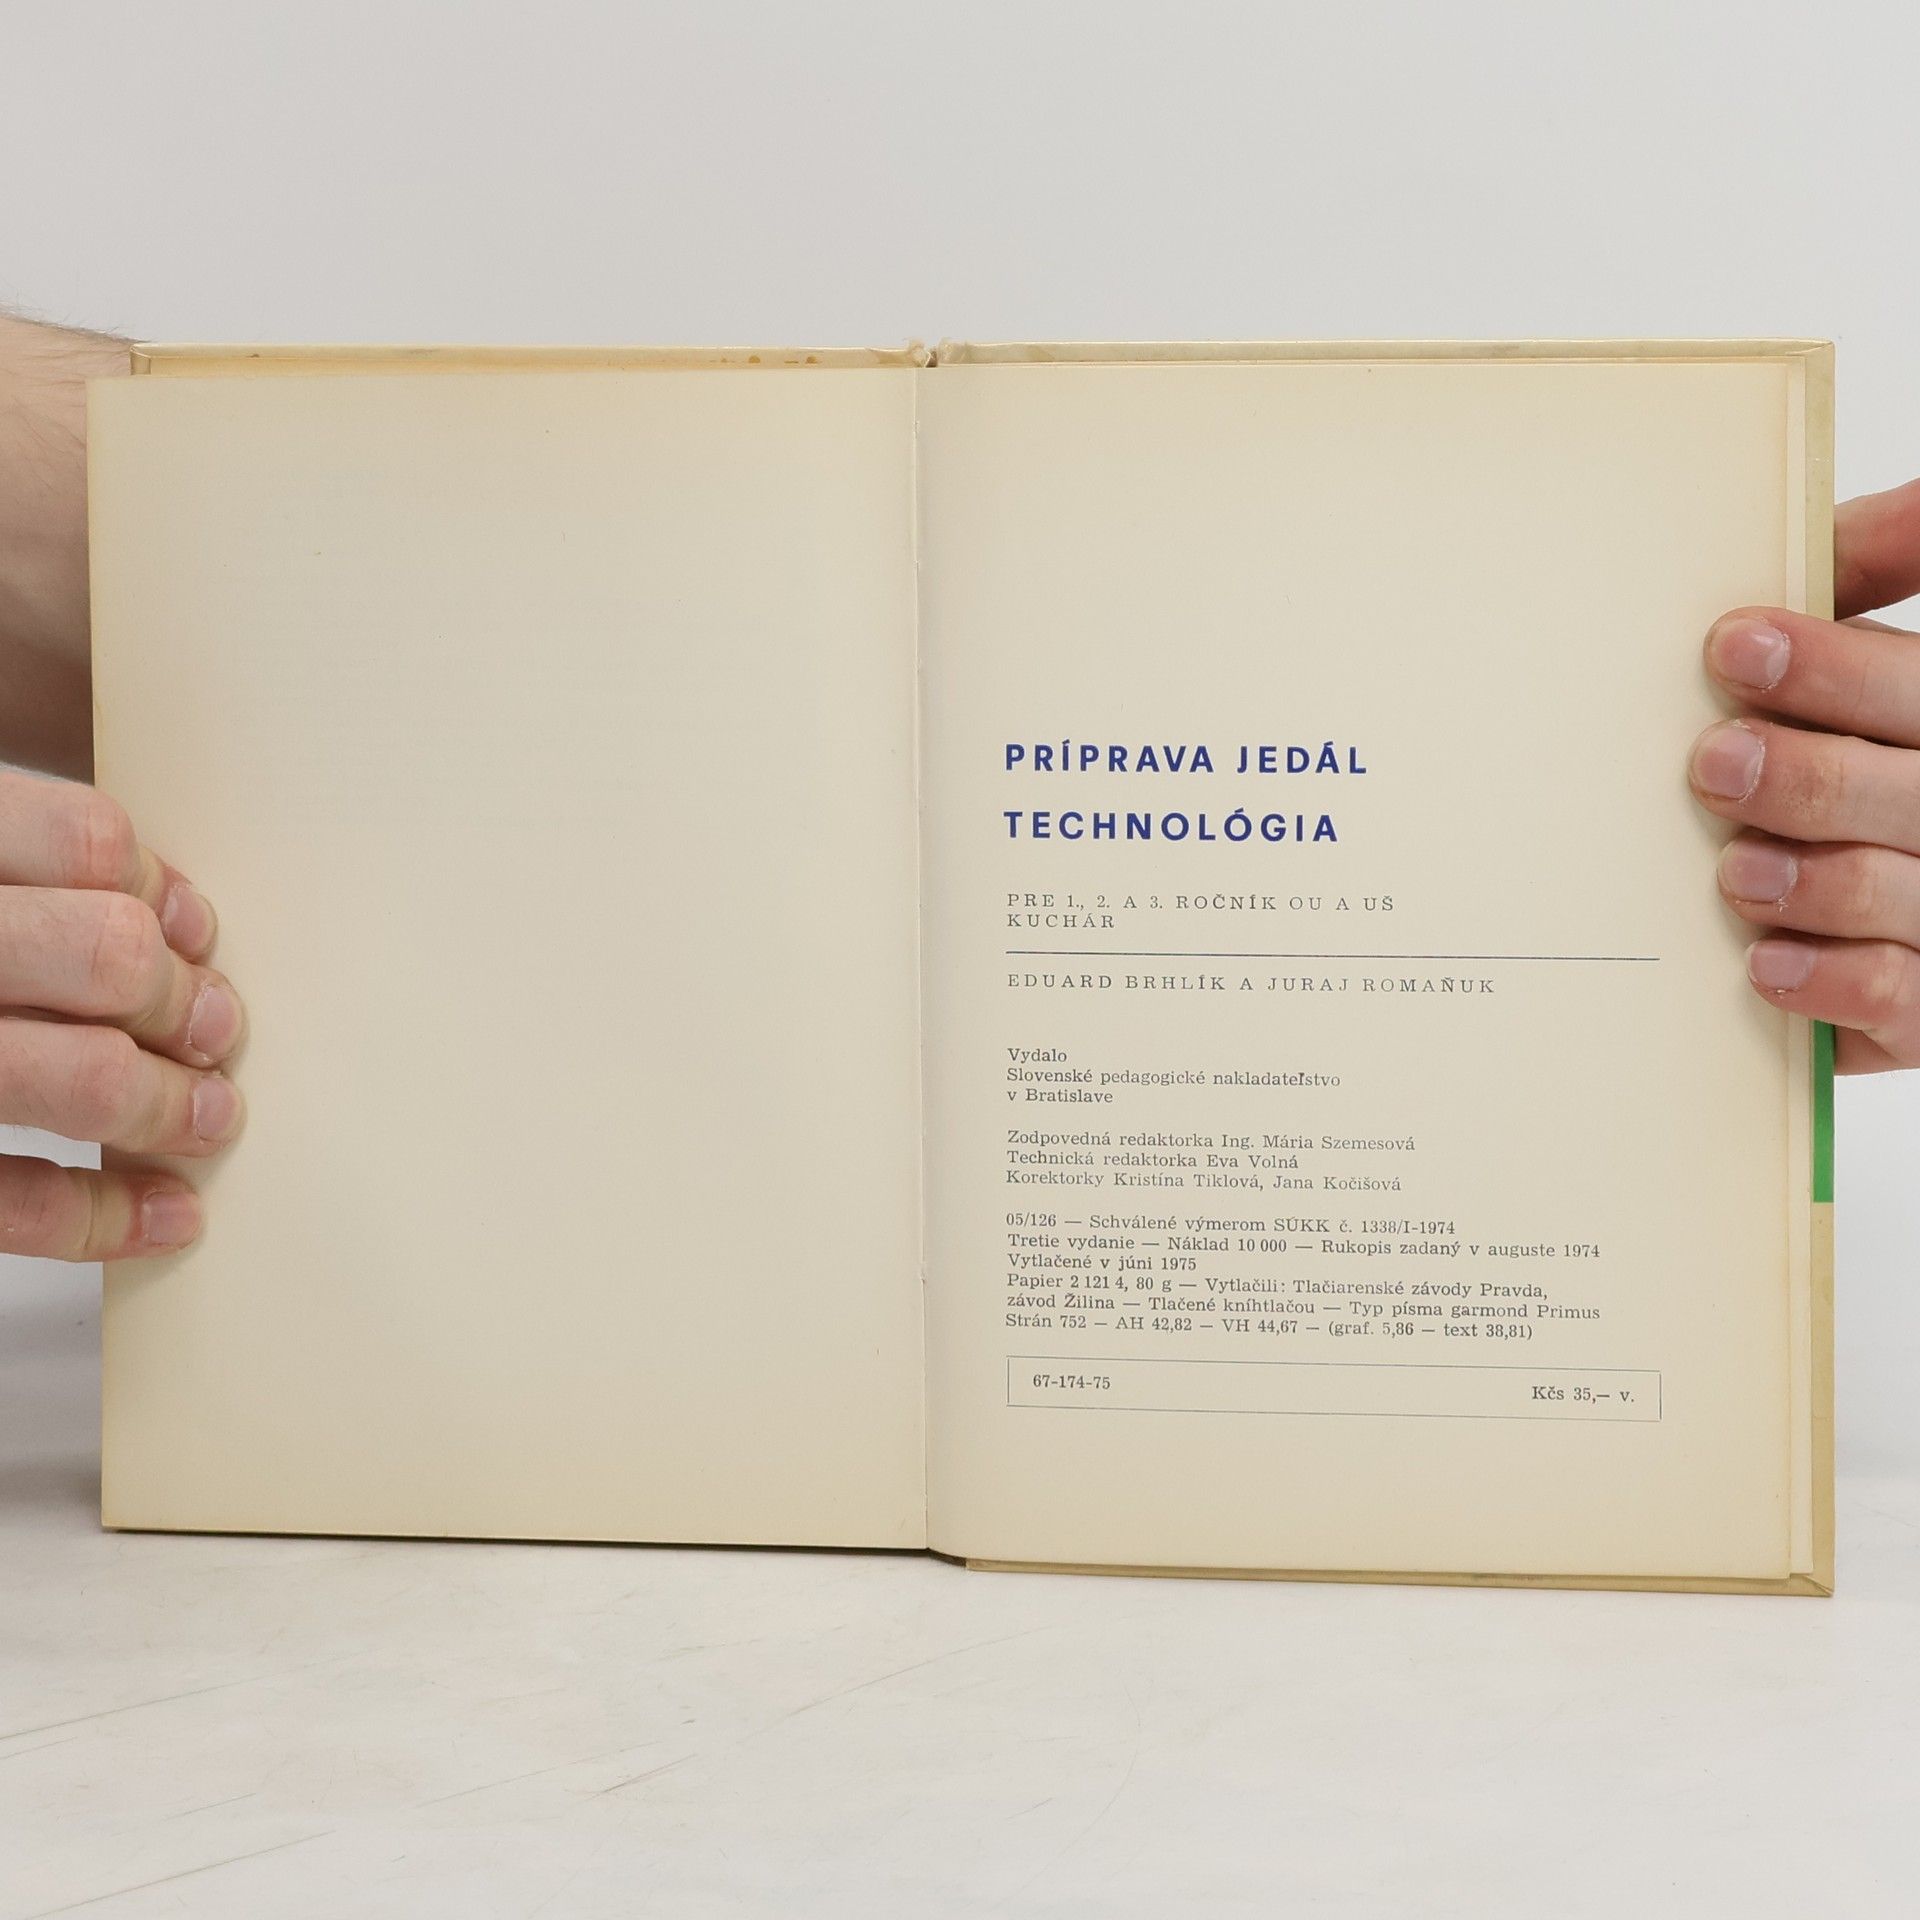 PRÍPRAVA JEDÁL
TECHNOLÓGIA
PRE 1., 2. A 3. ROČNÍK OU A UŠ
KUCHÁR
EDUARD BRHLÍK A JURAJ ROMAŇUK
Vydalo
Slovenské pedagogické nakladateľstvo
v Bratislave
Zodpovedná redaktorka Ing. Mária Szemesová
Technická redaktorka Eva Volná
Korektorky Kristína Tiklová, Jana Kočišová
05/126 — Schválené výmerom SÚKK č. 1338/I-1974
Tretie vydanie — Náklad 10 000 — Rukopis zadaný v auguste 1974
Vytlačené v júni 1975
Papier 2 121 4, 80 g — Vytlačili: Tlačiarenské závody Pravda,
závod Žilina — Tlačené kníhtlačou — Typ písma garmond Primus
Strán 752 — AH 42,82 — VH 44,67 — (graf. 5,86 — text 38,81)
67-174-75 Kčs 35,— v.